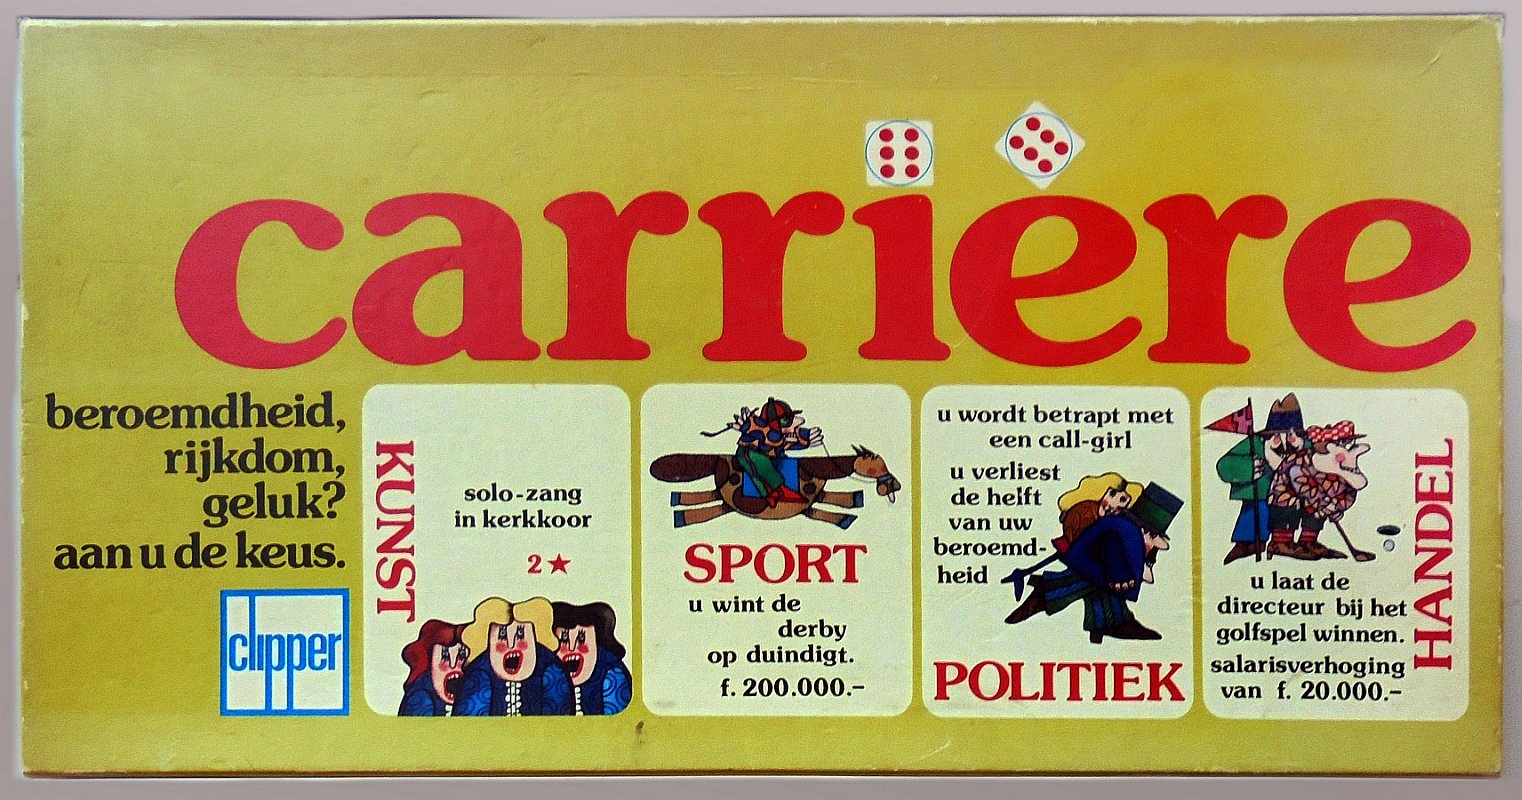 carrière
beroemdheid,
rijkdom,
geluk?
aan u de keus.
clipper
KUNST
solo-zang
in kerkkoor
2★
SPORT
u wint de
derby
op duindigt.
f. 200.000.-
u wordt betrapt met
een call-girl
u verliest
de helft
van uw
beroemd-
heid
POLITIEK
HANDEL
u laat de
directeur bij het
golfspel winnen.
salarisverhoging
van f. 20.000.-